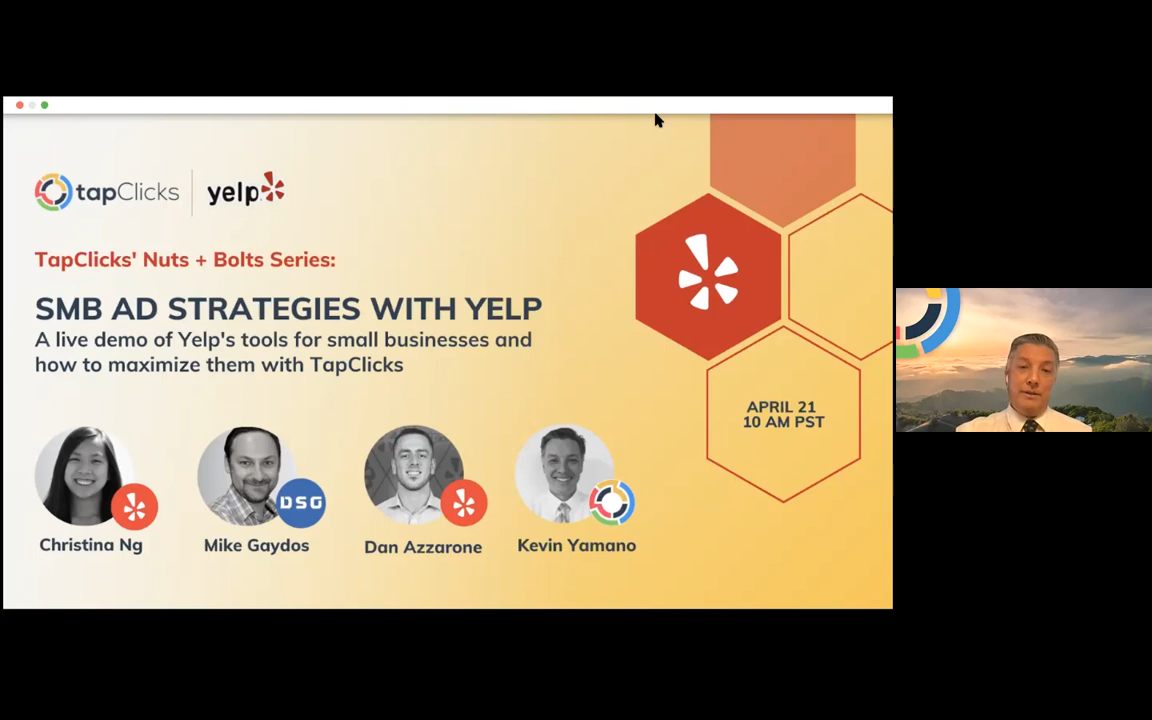 tapClicks
yelp
TapClicks' Nuts + Bolts Series:
SMB AD STRATEGIES WITH YELP
A live demo of Yelp's tools for small businesses and
how to maximize them with TapClicks
APRIL 21
10 AM PST
DSG
Christina Ng
Mike Gaydos
Dan Azzarone
Kevin Yamano